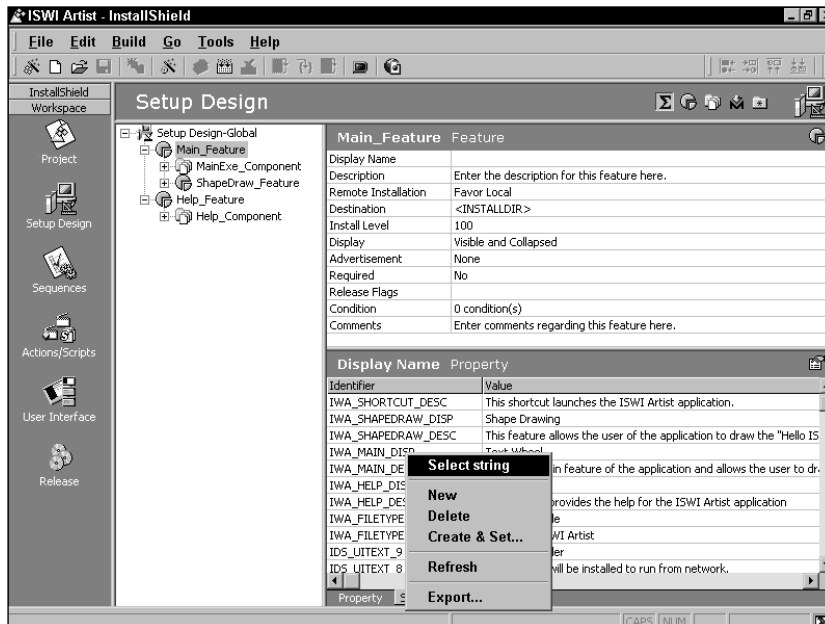 ISWI Artist - InstallShield
File Edit Build Go Tools Help
InstallShield
Workspace
Project
Setup Design
Sequences
Actions/Scripts
User Interface
Release
Setup Design
Setup Design-Global
Main_Feature
MainExe_Component
ShapeDraw_Feature
Help_Feature
Help_Component
Main_Feature Feature
Display Name
Description Enter the description for this feature here.
Remote Installation Favor Local
Destination <INSTALLDIR>
Install Level 100
Display Visible and Collapsed
Advertisement None
Required No
Release Flags
Condition 0 condition(s)
Comments Enter comments regarding this feature here.
Display Name Property
Identifier Value
IWA_SHORTCUT_DESC This shortcut launches the ISWI Artist application.
IWA_SHAPEDRAW_DISP Shape Drawing
IWA_SHAPEDRAW_DESC This feature allows the user of the application to draw the "Hello IS
IWA_MAIN_DISP Text Wheel
IWA_MAIN_DE in feature of the application and allows the user to dr
IWA_HELP_DIS
IWA_HELP_DES provides the help for the ISWI Artist application
IWA_FILETYPE le
IWA_FILETYPE WI Artist
IDS_UITEXT_9 er
IDS_UITEXT_8 will be installed to run from network.
Select string
New
Delete
Create & Set...
Refresh
Export...
Property S
CAPS NUM